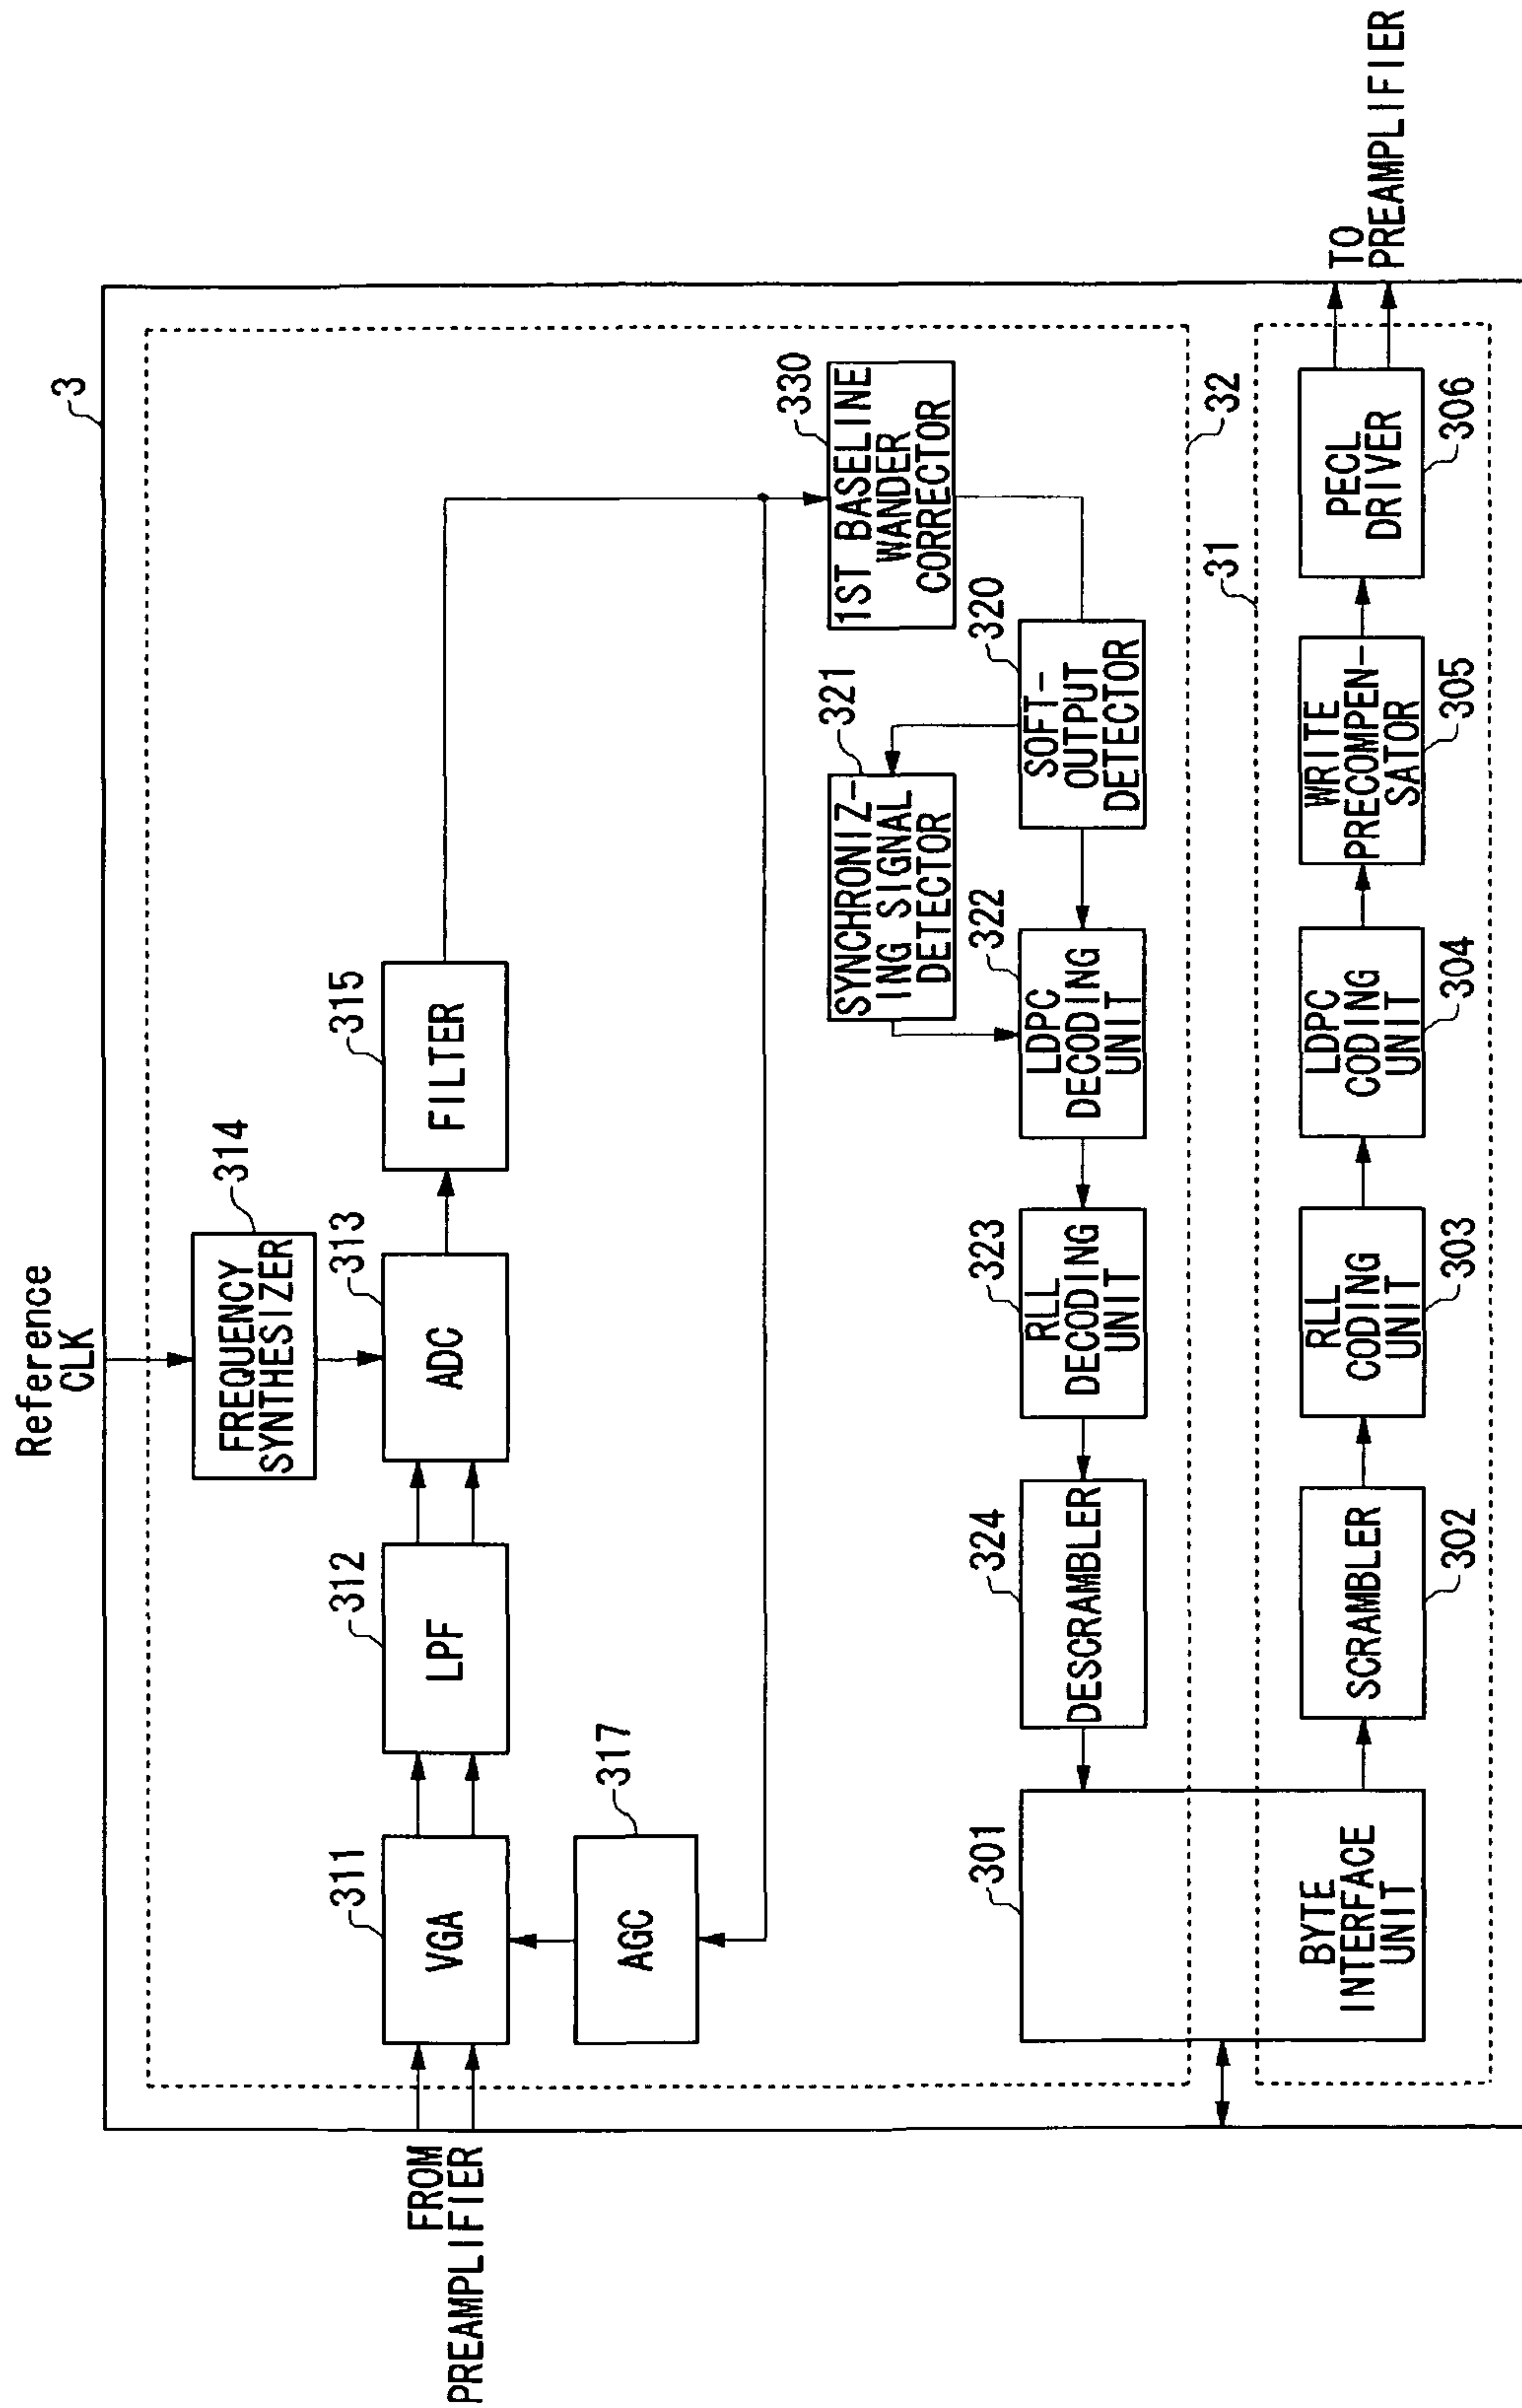 Reference
CLK
3
FREQUENCY
SYNTHESIZER
314
FROM
PREAMPLIFIER
VGA
311
LPF
312
ADC
313
FILTER
315
AGC
317
1ST BASELINE
WANDER
CORRECTOR
330
SYNCHRONIZ-
ING SIGNAL
DETECTOR
321
SOFT-
OUTPUT
DETECTOR
320
LDPC
DECODING
UNIT
322
RLL
DECODING
UNIT
323
DESCRAMBLER
324
301
32
31
BYTE
INTERFACE
UNIT
SCRAMBLER
302
RLL
CODING
UNIT
303
LDPC
CODING
UNIT
304
WRITE
PRECOMPEN-
SATOR
305
PECL
DRIVER
306
TO
PREAMPLIFIER